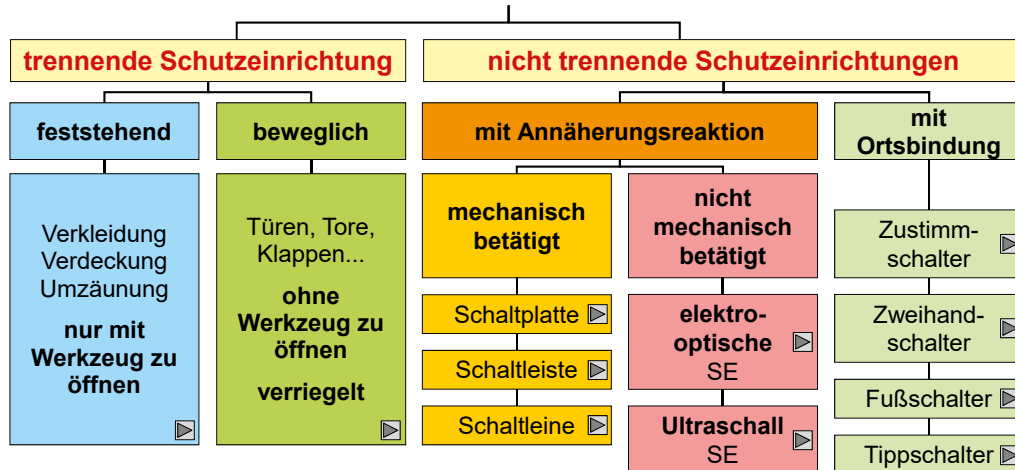 trennende Schutzeinrichtung
nicht trennende Schutzeinrichtungen
feststehend
beweglich
mit Annäherungsreaktion
mit
Ortsbindung
Verkleidung
Verdeckung
Umzäunung
nur mit
Werkzeug zu
öffnen
Türen, Tore,
Klappen...
ohne
Werkzeug zu
öffnen
verriegelt
mechanisch
betätigt
Schaltplatte
Schaltleiste
Schaltleine
nicht
mechanisch
betätigt
elektro-
optische
SE
Ultraschall
SE
Zustimm-
schalter
Zweihand-
schalter
Fußschalter
Tippschalter